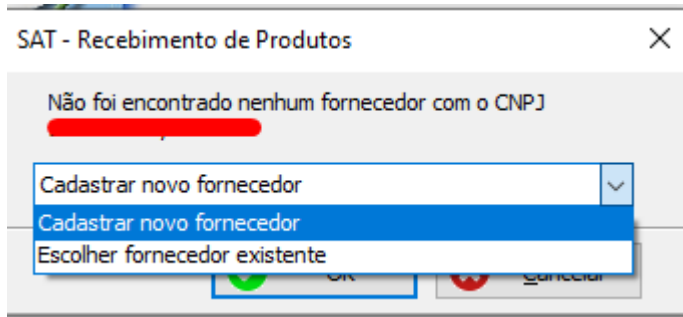 SAT - Recebimento de Produtos
Não foi encontrado nenhum fornecedor com o CNPJ
Cadastrar novo fornecedor
Cadastrar novo fornecedor
Escolher fornecedor existente
OK Cancelar